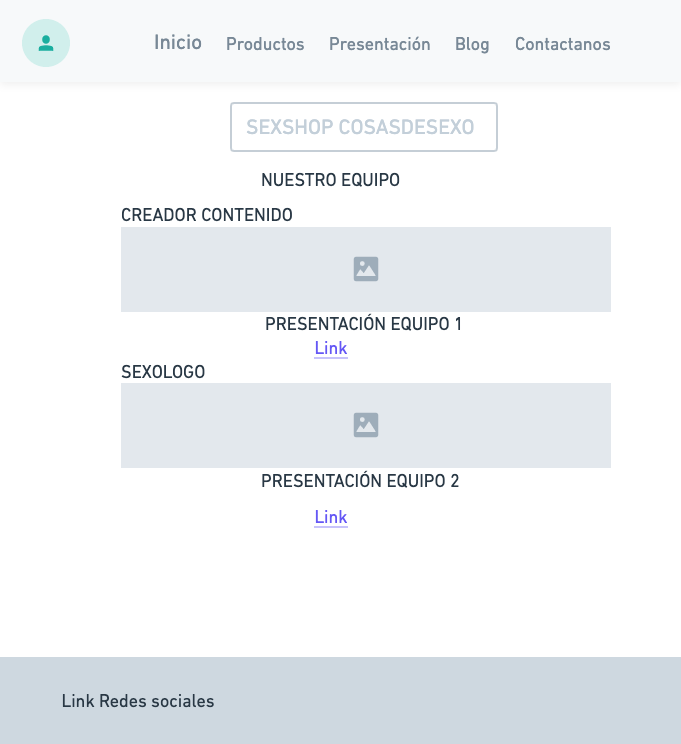 Inicio Productos Presentación Blog Contactanos
SEXSHOP COSASDESEXO
NUESTRO EQUIPO
CREADOR CONTENIDO
PRESENTACIÓN EQUIPO 1
Link
SEXOLOGO
PRESENTACIÓN EQUIPO 2
Link
Link Redes sociales